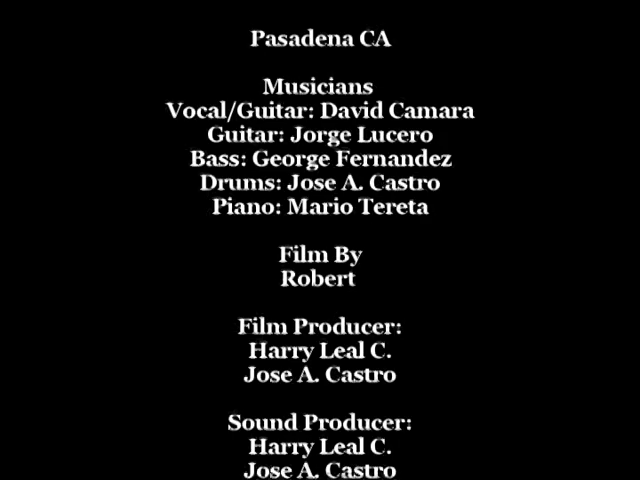 Pasadena CA
Musicians
Vocal/Guitar: David Camara
Guitar: Jorge Lucero
Bass: George Fernandez
Drums: Jose A. Castro
Piano: Mario Tereta
Film By
Robert
Film Producer:
Harry Leal C.
Jose A. Castro
Sound Producer:
Harry Leal C.
Jose A. Castro